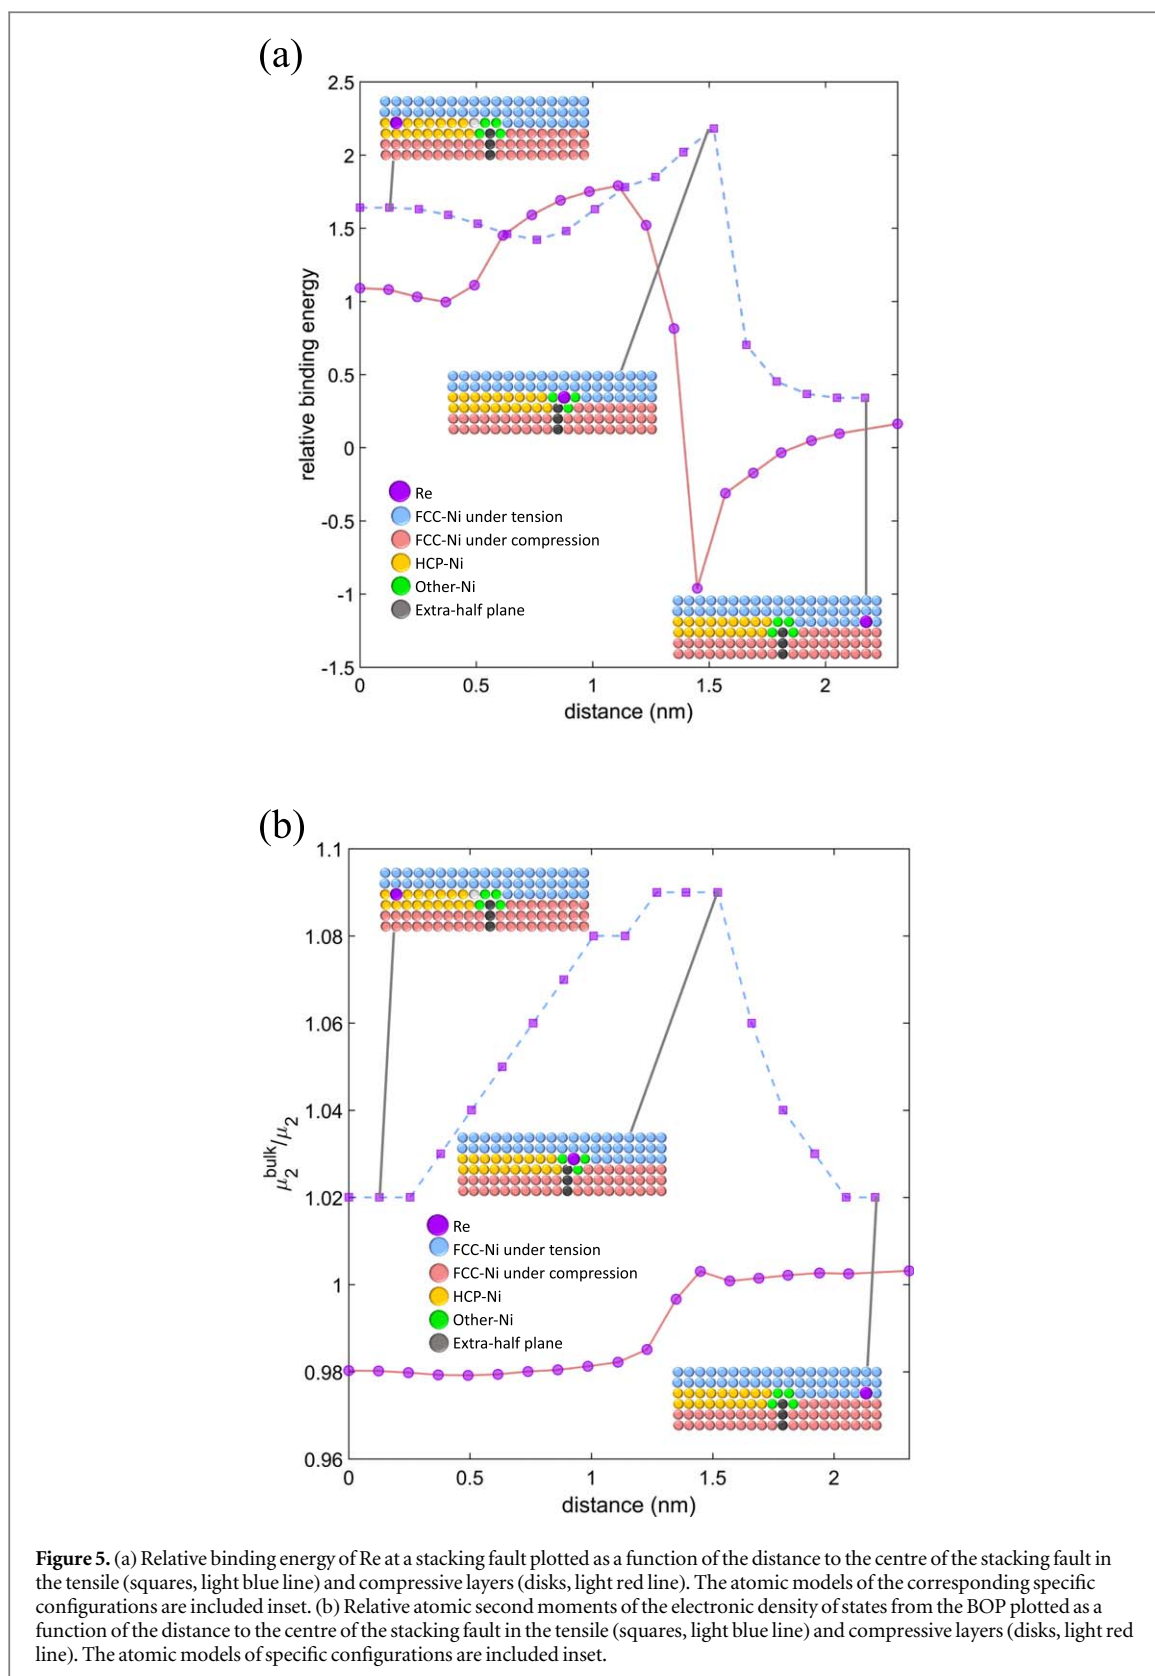 (a)
2.5
2
1.5
1
0.5
0
-0.5
-1
-1.5
relative binding energy
Re
FCC-Ni under tension
FCC-Ni under compression
HCP-Ni
Other-Ni
Extra-half plane
0 0.5 1 1.5 2
distance (nm)
(b)
1.1
1.08
1.06
1.04
1.02
1
0.98
0.96
μ₂ᵇᵘˡᵏ/μ₂
Re
FCC-Ni under tension
FCC-Ni under compression
HCP-Ni
Other-Ni
Extra-half plane
0 0.5 1 1.5 2
distance (nm)
Figure 5. (a) Relative binding energy of Re at a stacking fault plotted as a function of the distance to the centre of the stacking fault in
the tensile (squares, light blue line) and compressive layers (disks, light red line). The atomic models of the corresponding specific
configurations are included inset. (b) Relative atomic second moments of the electronic density of states from the BOP plotted as a
function of the distance to the centre of the stacking fault in the tensile (squares, light blue line) and compressive layers (disks, light red
line). The atomic models of specific configurations are included inset.